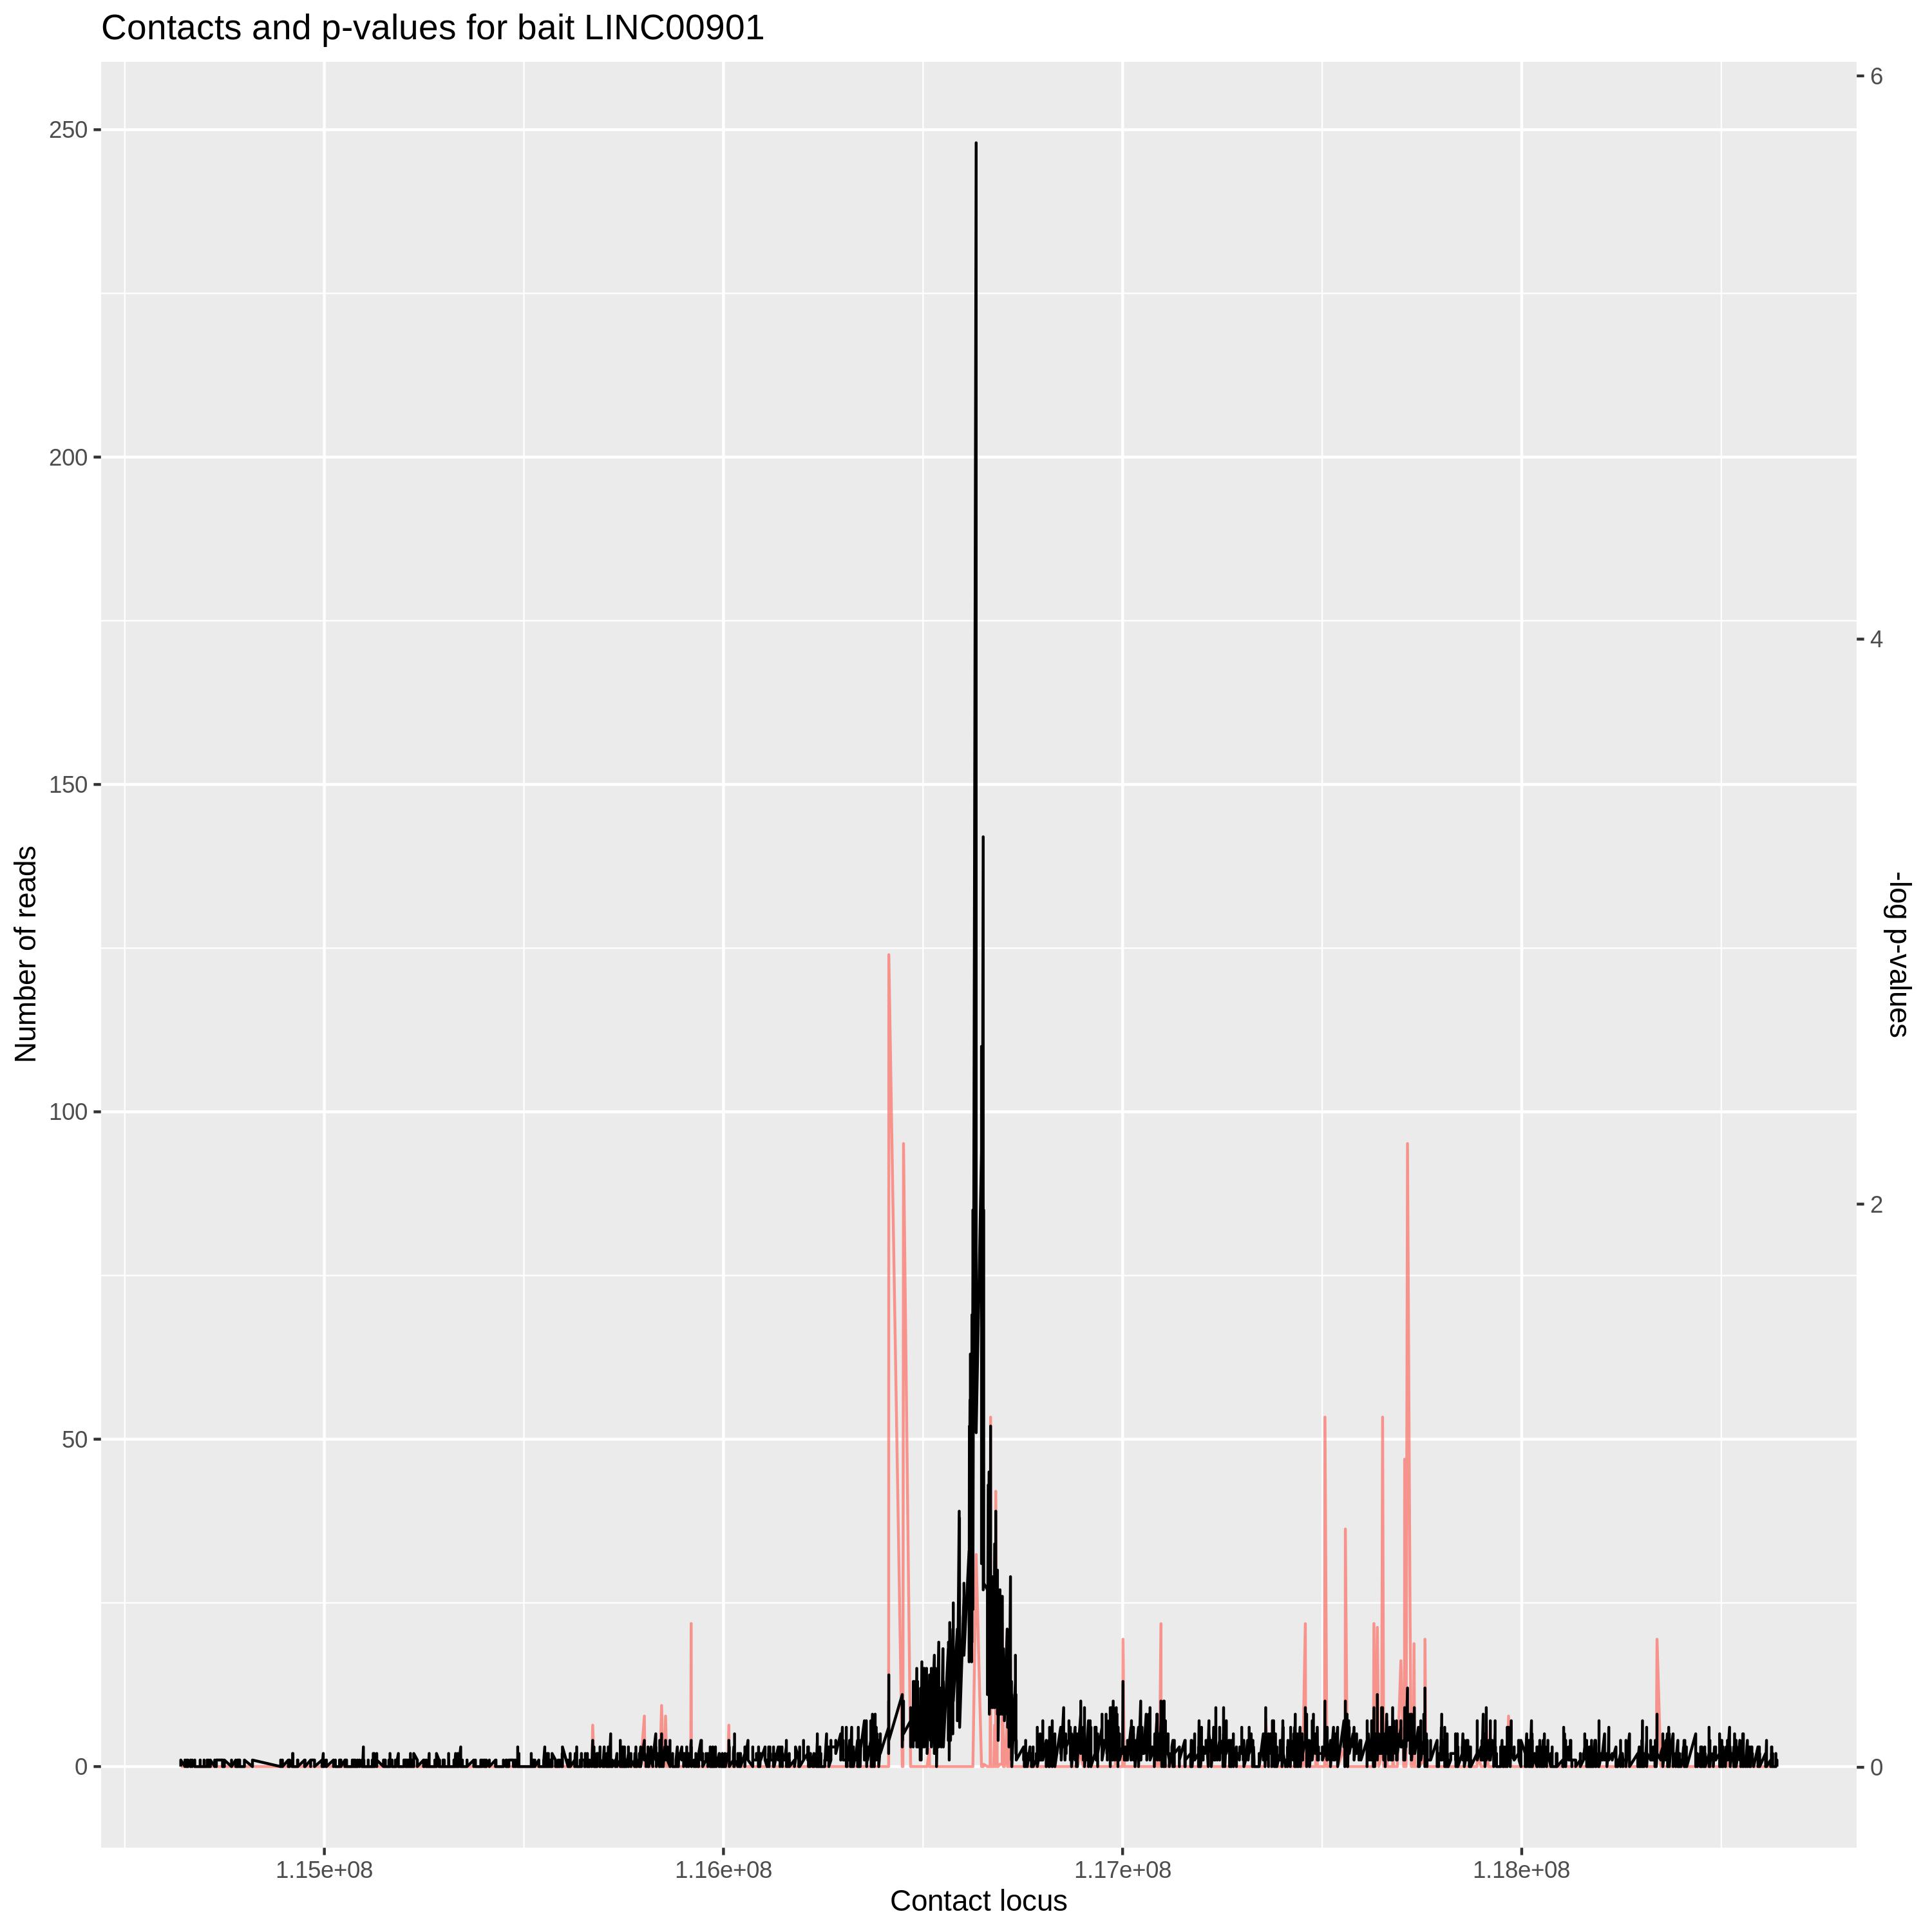 Contacts and p-values for bait LINC00901
250
200
150
100
50
0
Number of reads
6
4
2
0
-log p-values
1.15e+08
1.16e+08
1.17e+08
1.18e+08
Contact locus